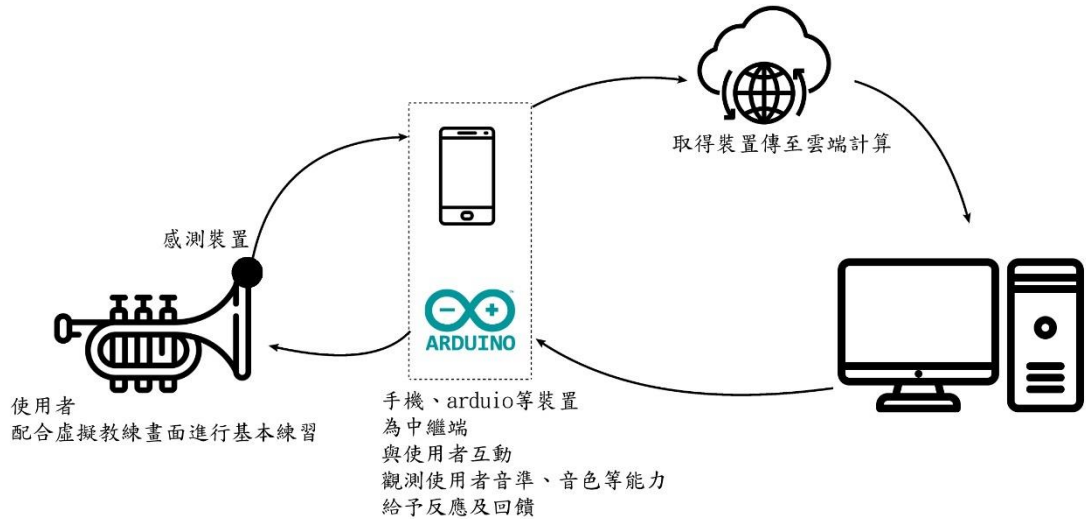 取得裝置傳至雲端計算
感測裝置
ARDUINO
使用者
配合虛擬教練畫面進行基本練習
手機、arduio等裝置
為中繼端
與使用者互動
觀測使用者音準、音色等能力
給予反應及回饋